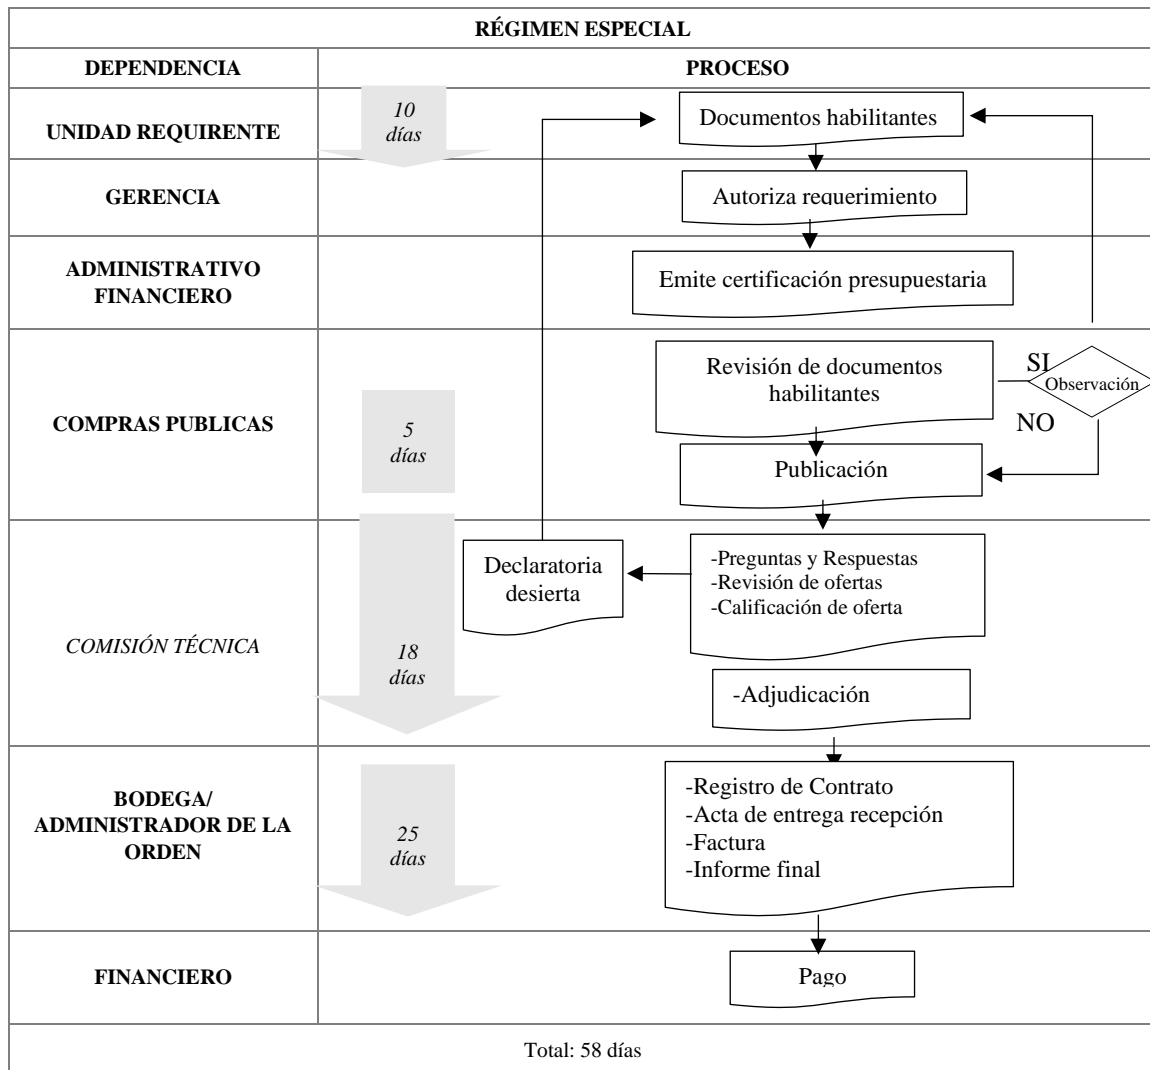 RÉGIMEN ESPECIAL
DEPENDENCIA
PROCESO
UNIDAD REQUIRENTE
10
días
Documentos habilitantes
GERENCIA
Autoriza requerimiento
ADMINISTRATIVO
FINANCIERO
Emite certificación presupuestaria
COMPRAS PUBLICAS
5
días
Revisión de documentos
habilitantes
SI
Observación
NO
Publicación
COMISIÓN TÉCNICA
18
días
Declaratoria
desierta
-Preguntas y Respuestas
-Revisión de ofertas
-Calificación de oferta
-Adjudicación
BODEGA/
ADMINISTRADOR DE LA
ORDEN
25
días
-Registro de Contrato
-Acta de entrega recepción
-Factura
-Informe final
FINANCIERO
Pago
Total: 58 días